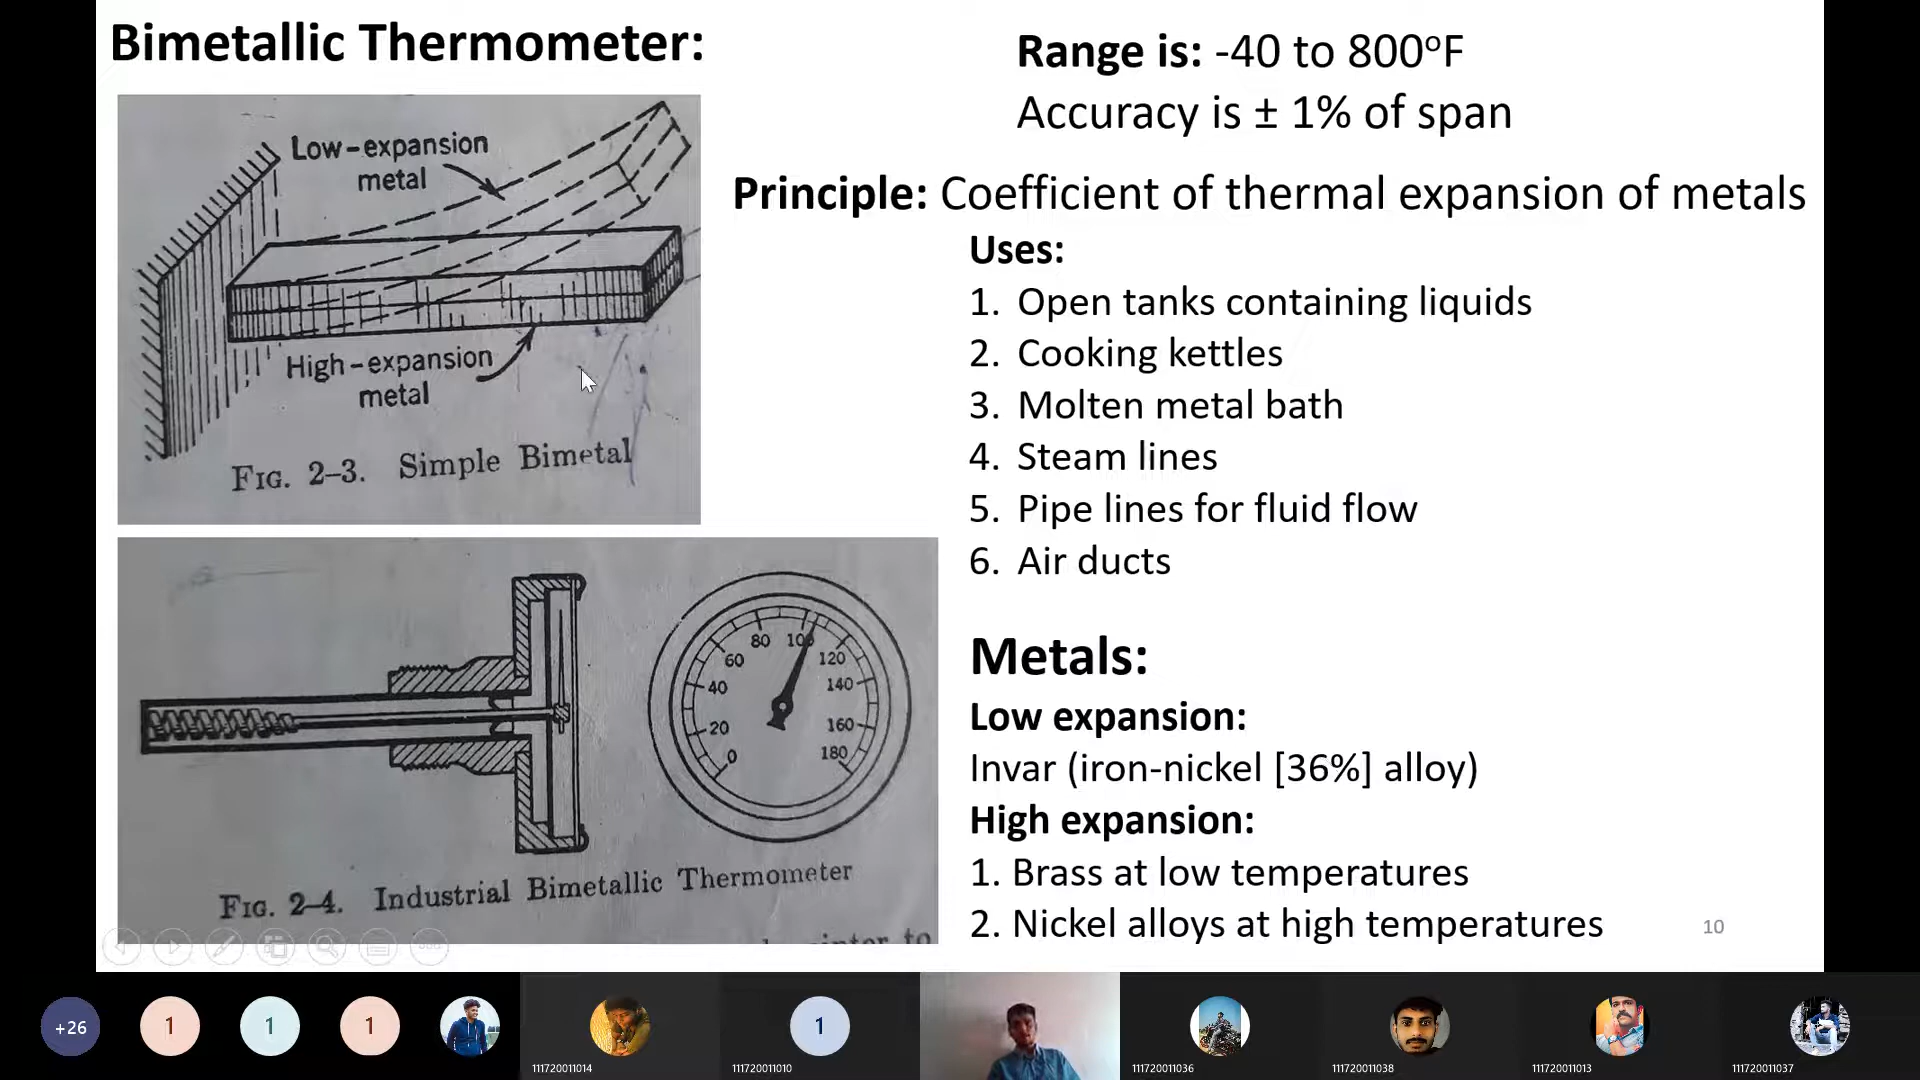 Bimetallic Thermometer:
Range is: -40 to 800°F
Accuracy is ± 1% of span
Principle: Coefficient of thermal expansion of metals
Low-expansion
metal
High-expansion
metal
FIG. 2-3. Simple Bimetal
Uses:
1. Open tanks containing liquids
2. Cooking kettles
3. Molten metal bath
4. Steam lines
5. Pipe lines for fluid flow
6. Air ducts
0
20
40
60
80
100
120
140
160
180
FIG. 2-4. Industrial Bimetallic Thermometer
Metals:
Low expansion:
Invar (iron-nickel [36%] alloy)
High expansion:
1. Brass at low temperatures
2. Nickel alloys at high temperatures
10
+26
1
1
1
1
111720011014
111720011010
111720011036
111720011038
111720011013
111720011037